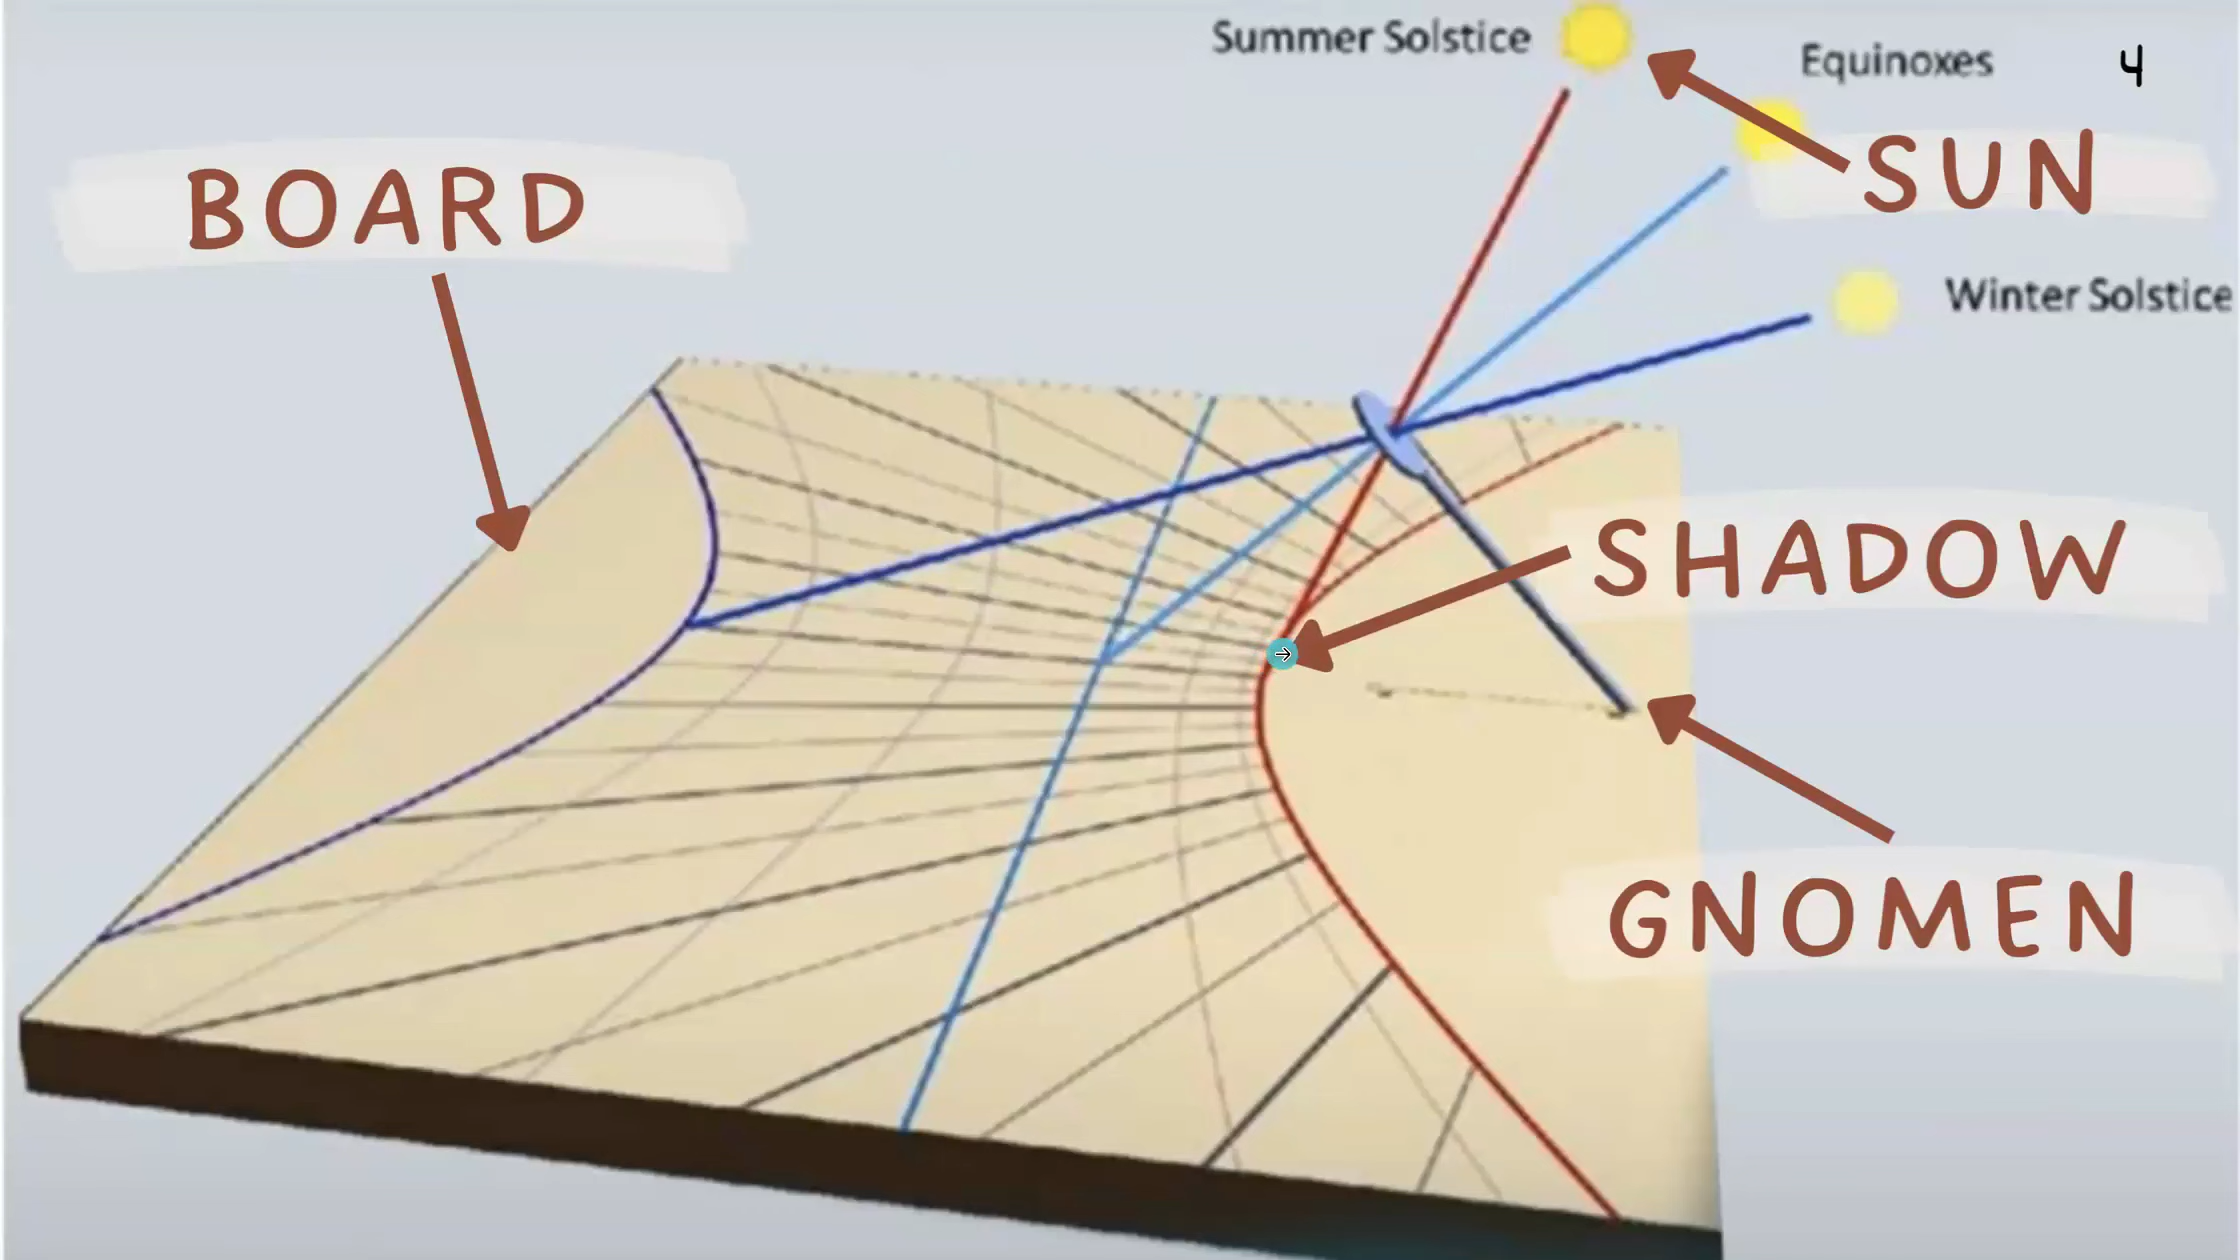 Summer Solstice
Equinoxes
4
SUN
BOARD
Winter Solstice
SHADOW
GNOMEN